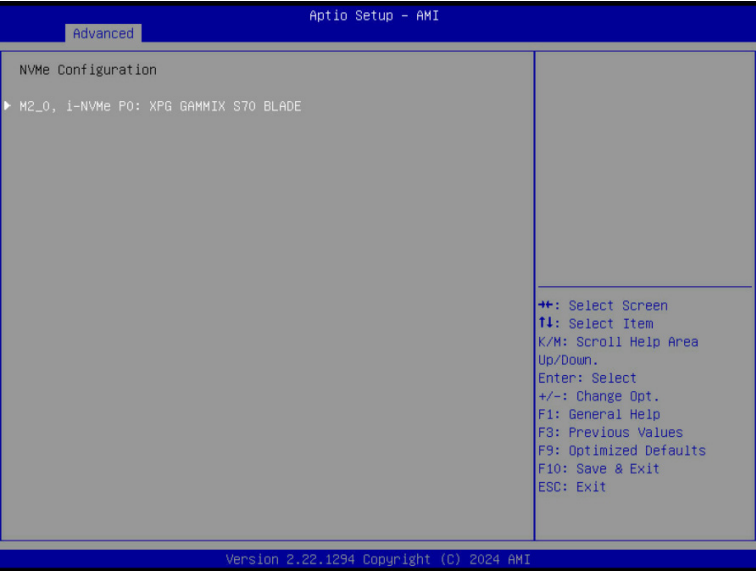 Aptio Setup – AMI
Advanced
NVMe Configuration
▶ M2_0, i-NVMe P0: XPG GAMMIX S70 BLADE
→←: Select Screen
↑↓: Select Item
K/M: Scroll Help Area
Up/Down.
Enter: Select
+/-: Change Opt.
F1: General Help
F3: Previous Values
F9: Optimized Defaults
F10: Save & Exit
ESC: Exit
Version 2.22.1294 Copyright (C) 2024 AMI